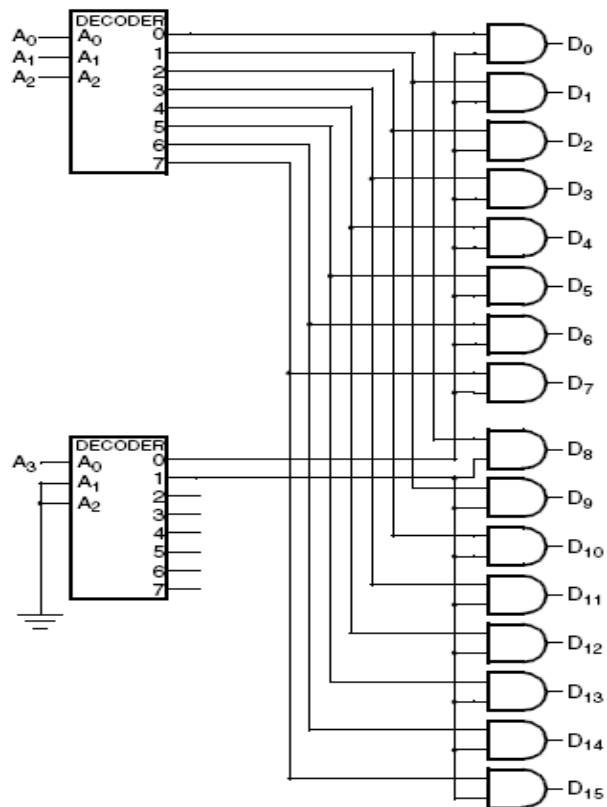 DECODER
A₀ A₀ 0
A₁ A₁ 1
A₂ A₂ 2
3
4
5
6
7
D₀
D₁
D₂
D₃
D₄
D₅
D₆
D₇
DECODER
A₃ A₀ 0
A₁ 1
A₂ 2
3
4
5
6
7
D₈
D₉
D₁₀
D₁₁
D₁₂
D₁₃
D₁₄
D₁₅